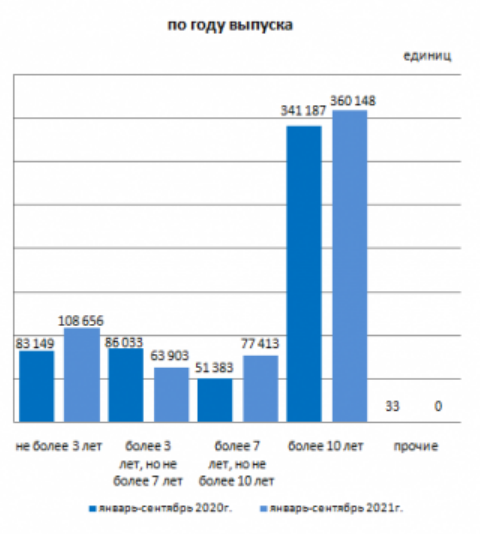 по году выпуска
единиц
341 187 360 148
108 656
83 149 86 033 63 903 51 383 77 413
33 0
не более 3 лет более 3 более 7 более 10 лет прочие
лет, но не лет, но не
более 7 лет более 10 лет
январь-сентябрь 2020г. январь-сентябрь 2021г.